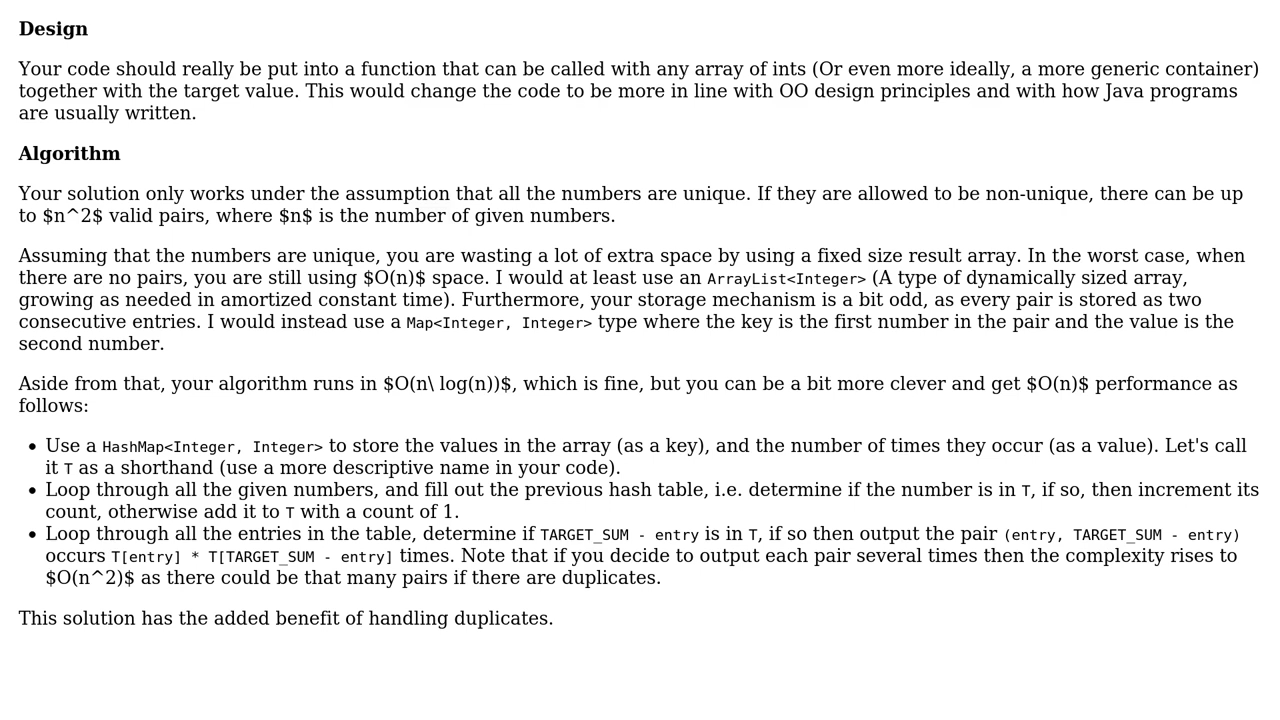 Design
Your code should really be put into a function that can be called with any array of ints (Or even more ideally, a more generic container)
together with the target value. This would change the code to be more in line with OO design principles and with how Java programs
are usually written.
Algorithm
Your solution only works under the assumption that all the numbers are unique. If they are allowed to be non-unique, there can be up
to $n^2$ valid pairs, where $n$ is the number of given numbers.
Assuming that the numbers are unique, you are wasting a lot of extra space by using a fixed size result array. In the worst case, when
there are no pairs, you are still using $O(n)$ space. I would at least use an ArrayList<Integer> (A type of dynamically sized array,
growing as needed in amortized constant time). Furthermore, your storage mechanism is a bit odd, as every pair is stored as two
consecutive entries. I would instead use a Map<Integer, Integer> type where the key is the first number in the pair and the value is the
second number.
Aside from that, your algorithm runs in $O(n\ log(n))$, which is fine, but you can be a bit more clever and get $O(n)$ performance as
follows:
• Use a HashMap<Integer, Integer> to store the values in the array (as a key), and the number of times they occur (as a value). Let's call
it T as a shorthand (use a more descriptive name in your code).
• Loop through all the given numbers, and fill out the previous hash table, i.e. determine if the number is in T, if so, then increment its
count, otherwise add it to T with a count of 1.
• Loop through all the entries in the table, determine if TARGET_SUM - entry is in T, if so then output the pair (entry, TARGET_SUM - entry)
occurs T[entry] * T[TARGET_SUM - entry] times. Note that if you decide to output each pair several times then the complexity rises to
$O(n^2)$ as there could be that many pairs if there are duplicates.
This solution has the added benefit of handling duplicates.